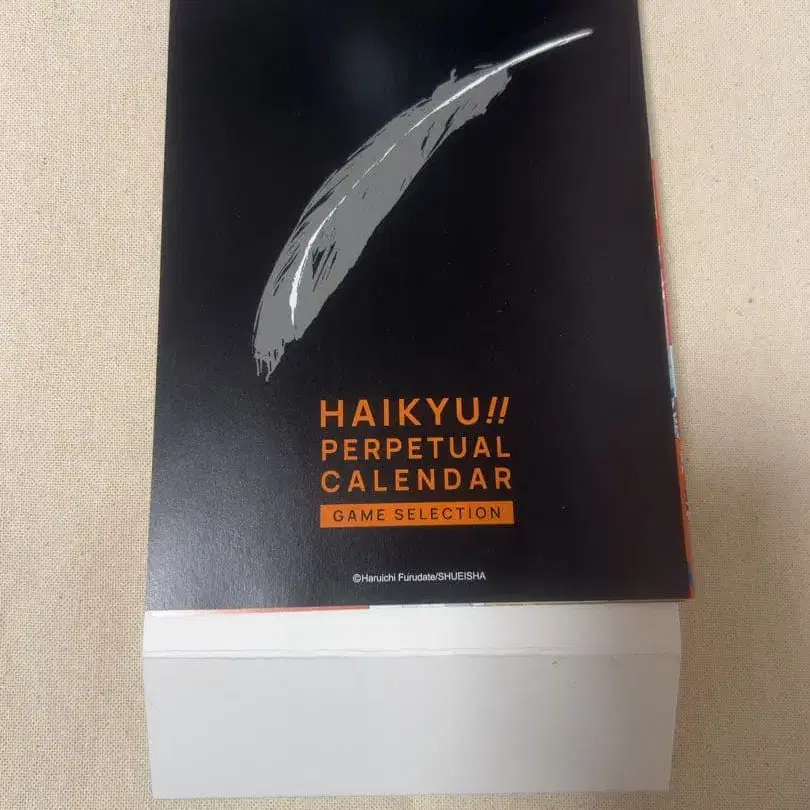 HAIKYU!!
PERPETUAL
CALENDAR
GAME SELECTION
©Haruichi Furudate/SHUEISHA